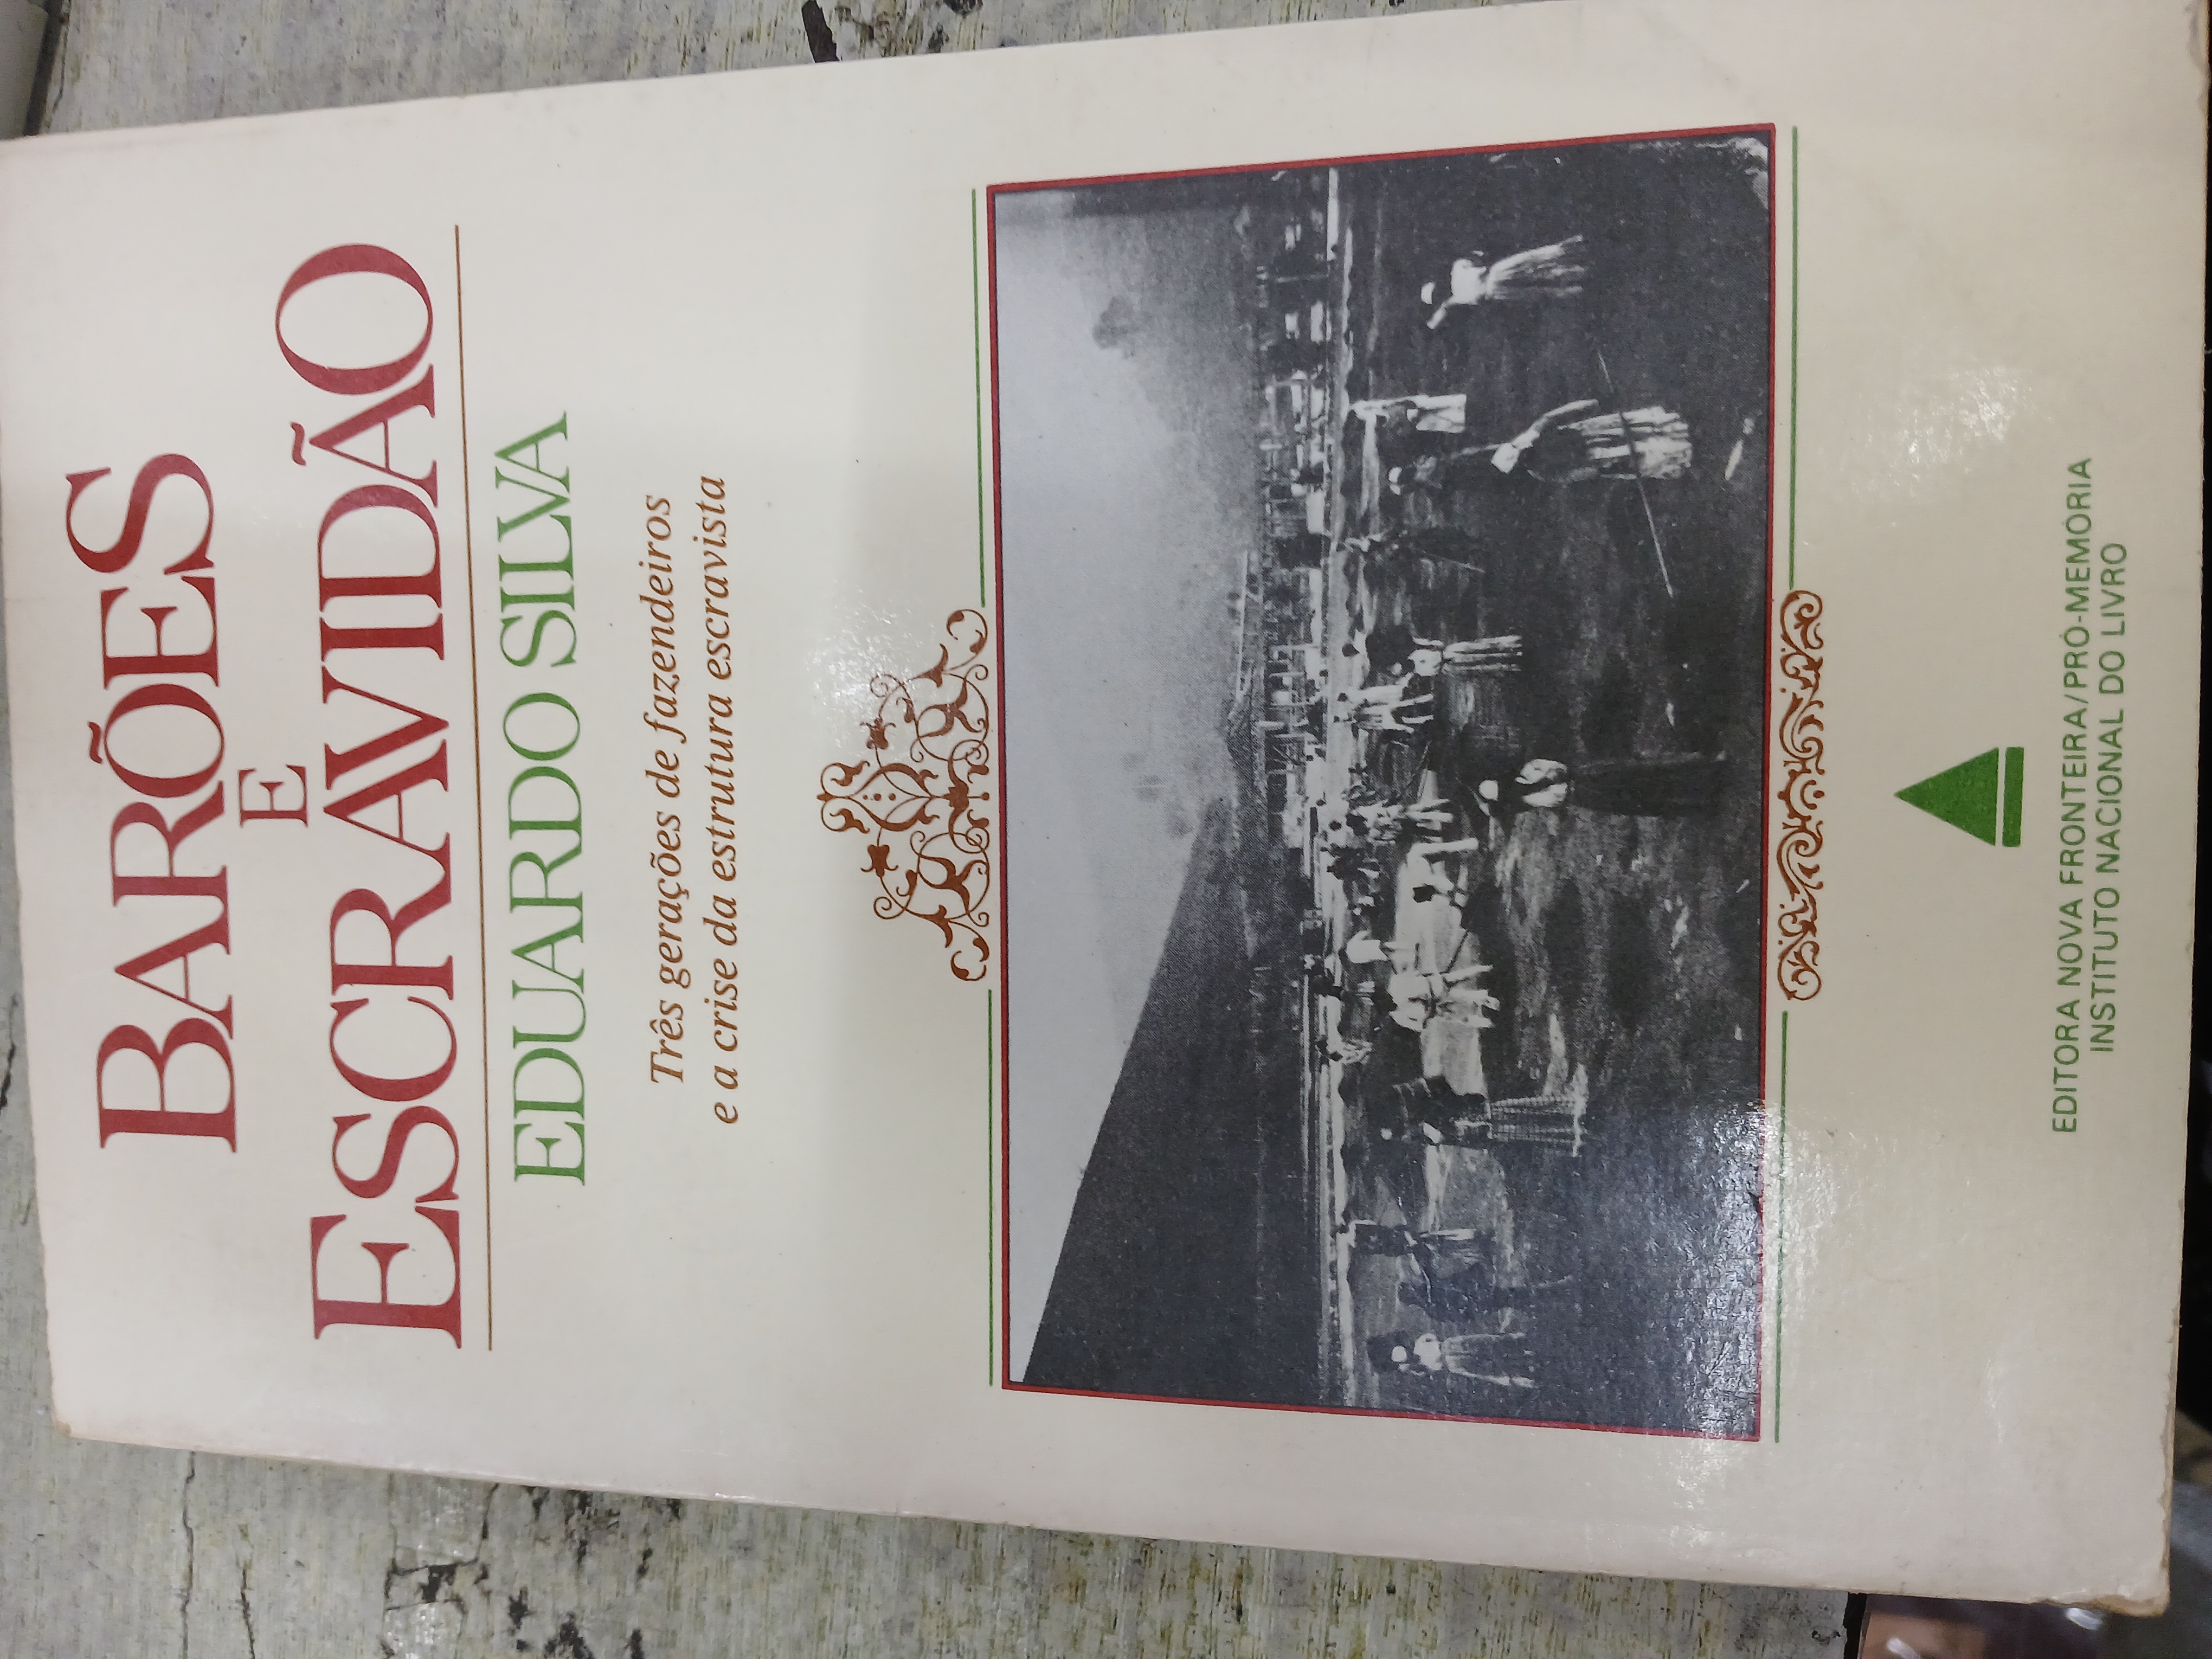 BARÕES
E
ESCRAVIDÃO
EDUARDO SILVA
Três gerações de fazendeiros
e a crise da estrutura escravista
EDITORA NOVA FRONTEIRA/PRÓ-MEMÓRIA
INSTITUTO NACIONAL DO LIVRO